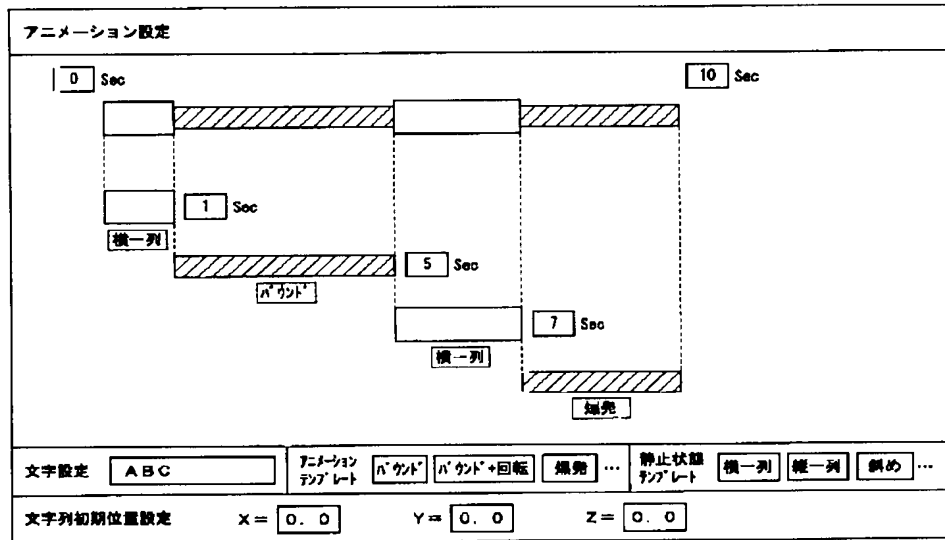 アニメーション設定
0 Sec
10 Sec
1 Sec
横一列
5 Sec
バウンド
7 Sec
横一列
爆発
文字設定 ABC アニメーションテンプレート バウンド バウンド+回転 爆発 … 静止状態テンプレート 横一列 縦一列 斜め …
文字列初期位置設定 X= 0.0 Y= 0.0 Z= 0.0